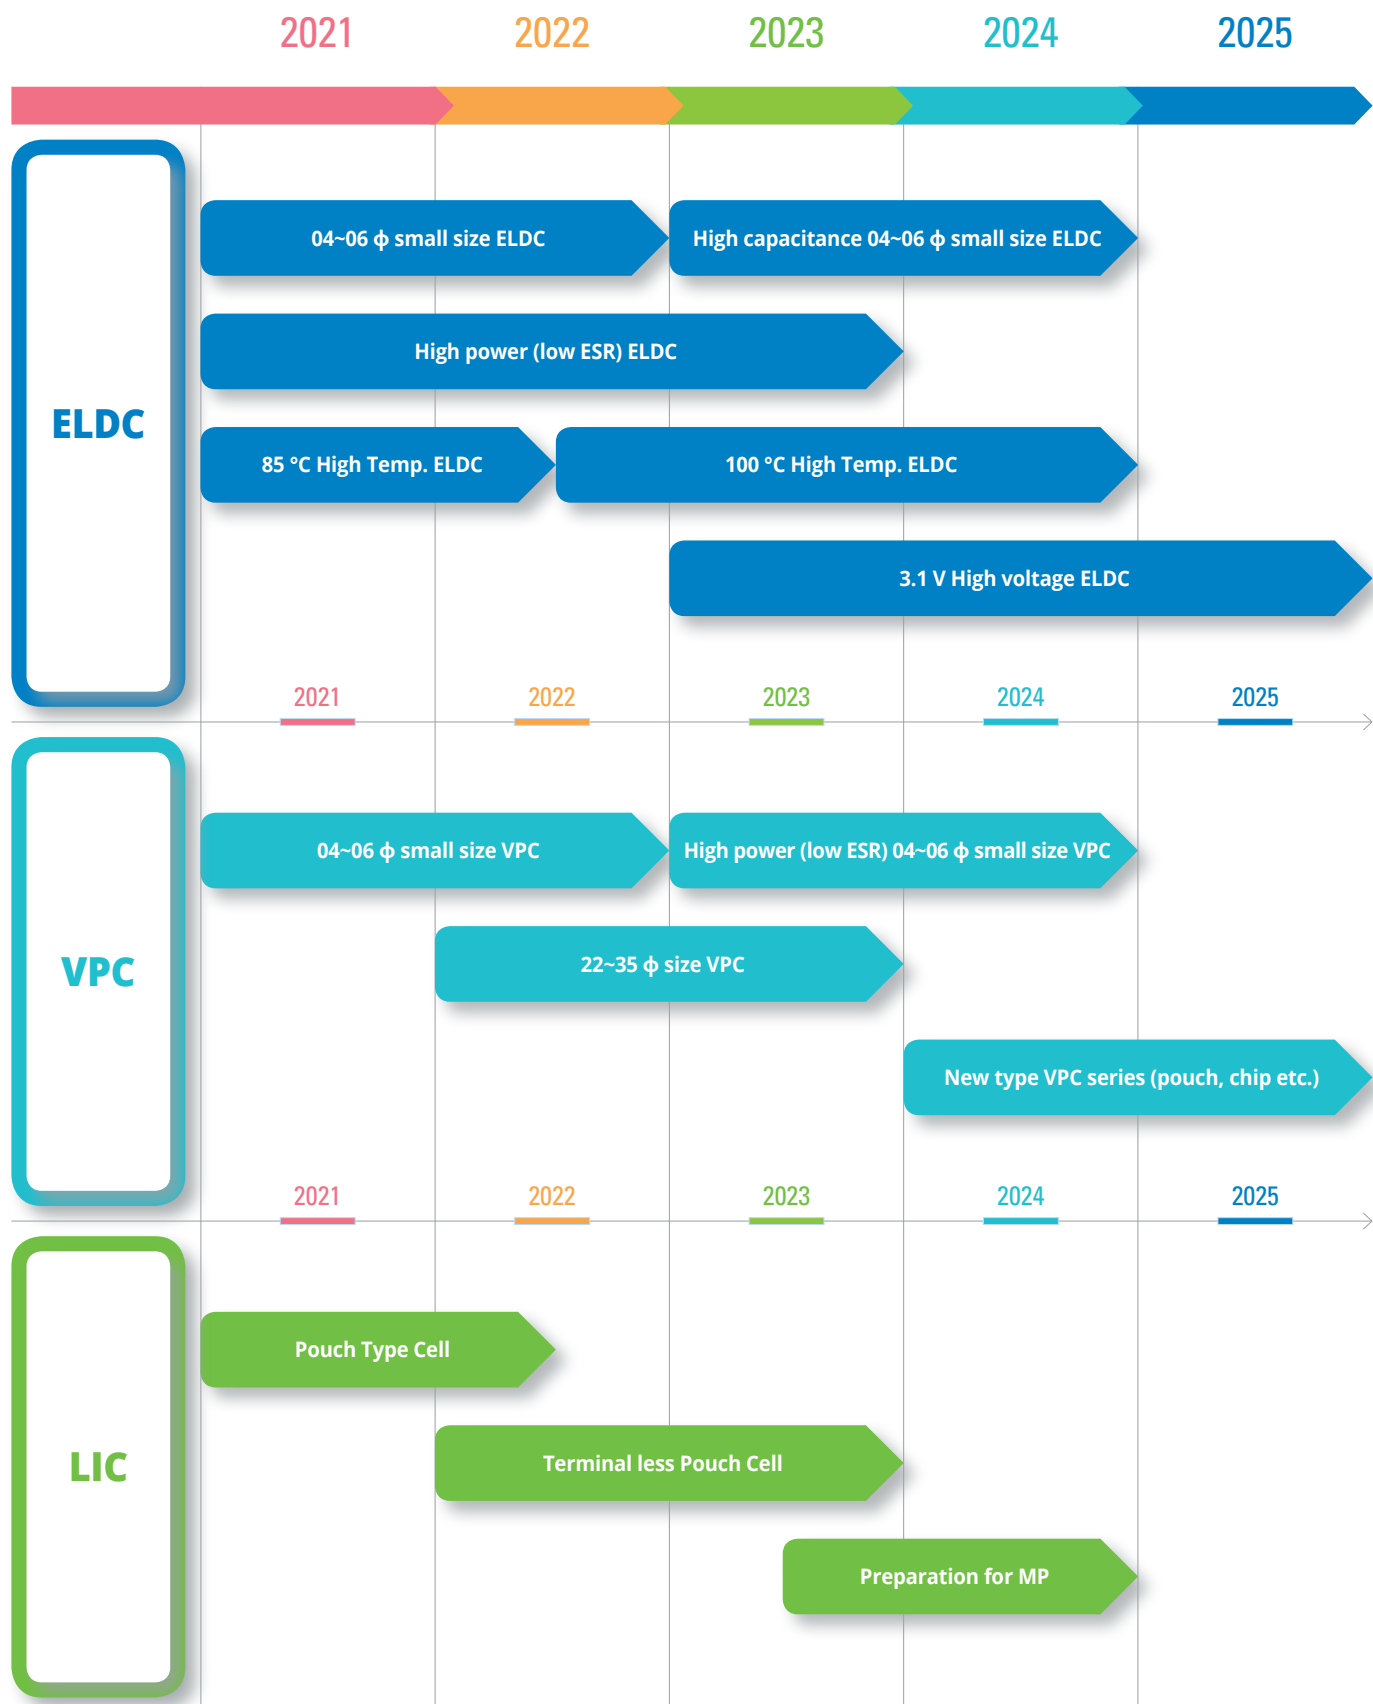 2021 2022 2023 2024 2025
ELDC
04~06 ϕ small size ELDC
High capacitance 04~06 ϕ small size ELDC
High power (low ESR) ELDC
85 °C High Temp. ELDC
100 °C High Temp. ELDC
3.1 V High voltage ELDC
2021 2022 2023 2024 2025
VPC
04~06 ϕ small size VPC
High power (low ESR) 04~06 ϕ small size VPC
22~35 ϕ size VPC
New type VPC series (pouch, chip etc.)
2021 2022 2023 2024 2025
LIC
Pouch Type Cell
Terminal less Pouch Cell
Preparation for MP